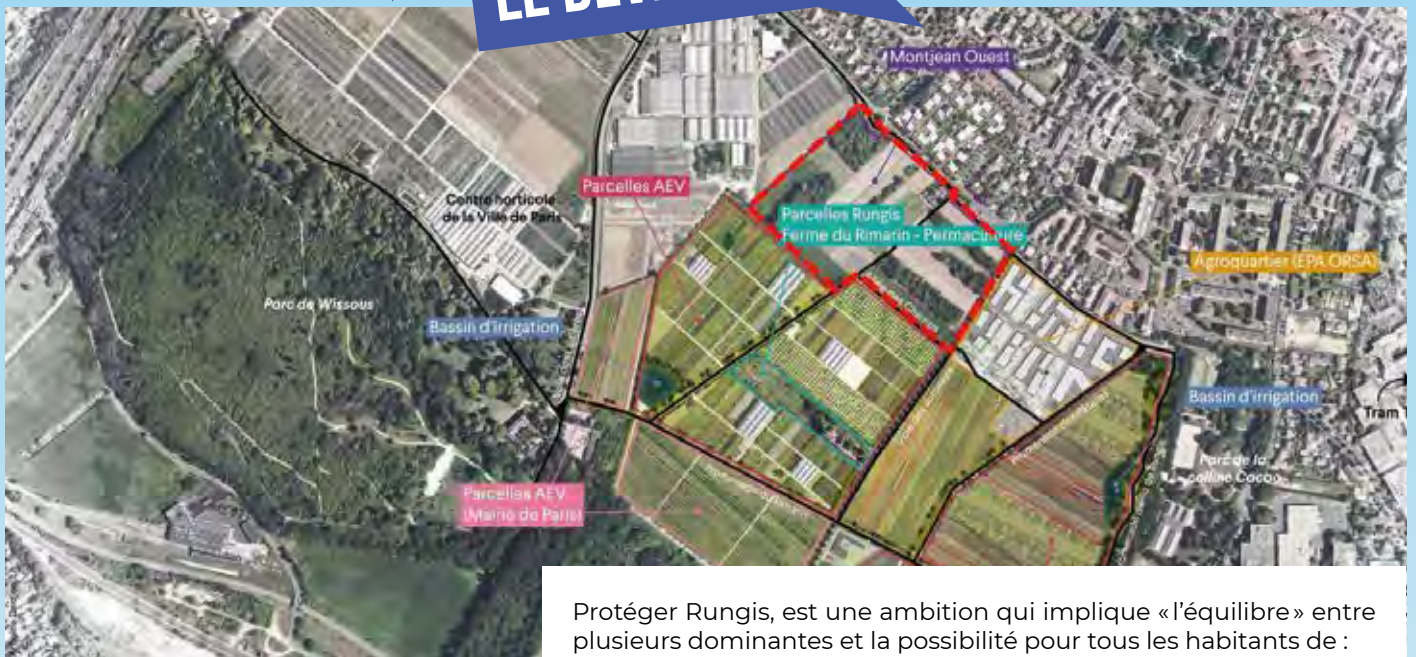 LE
Montjean Ouest
Parcelles AEV
Centre horticole
de la Ville de Paris
Parcelles Rungis
Ferme du Rimarin - Permaculture
Agroquartier (EPA ORSA)
Parc de Wissous
Bassin d'irrigation
Bassin d'irrigation
Tram
Parc de la
colline Cacao
Parcelles AEV
(Mairie de Paris)
Protéger Rungis, est une ambition qui implique «l'équilibre» entre
plusieurs dominantes et la possibilité pour tous les habitants de :